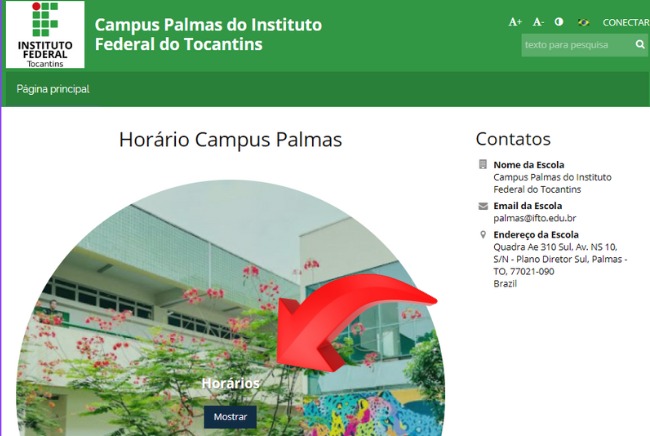 INSTITUTO
FEDERAL
Tocantins
Campus Palmas do Instituto
Federal do Tocantins
A+ A- CONECTAR
texto para pesquisa
Página principal
Horário Campus Palmas
Horários
Mostrar
Contatos
Nome da Escola
Campus Palmas do Instituto
Federal do Tocantins
Email da Escola
palmas@ifto.edu.br
Endereço da Escola
Quadra Ae 310 Sul, Av. NS 10,
S/N - Plano Diretor Sul, Palmas -
TO, 77021-090
Brazil